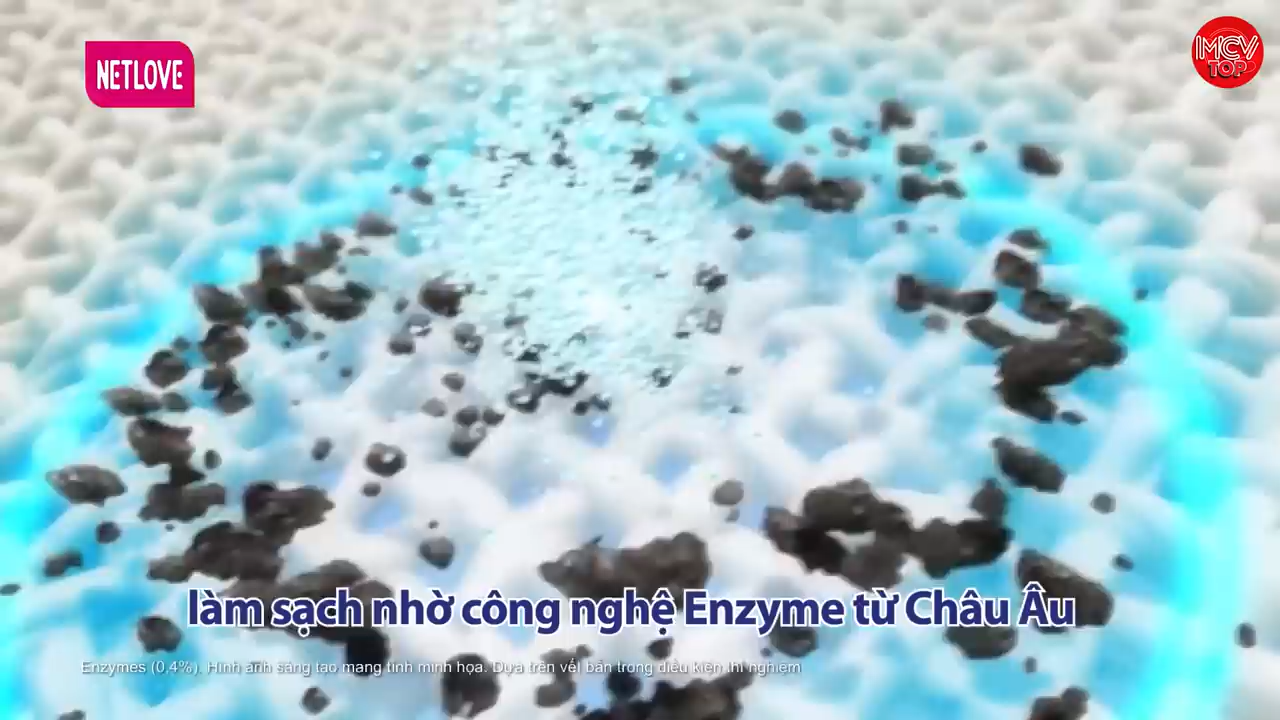 NETLOVE
MCV
TOP
làm sạch nhờ công nghệ Enzyme từ Châu Âu
Enzymes (0,4%). Hình ảnh sáng tạo mang tính minh họa. Dựa trên vết bẩn trong điều kiện thí nghiệm